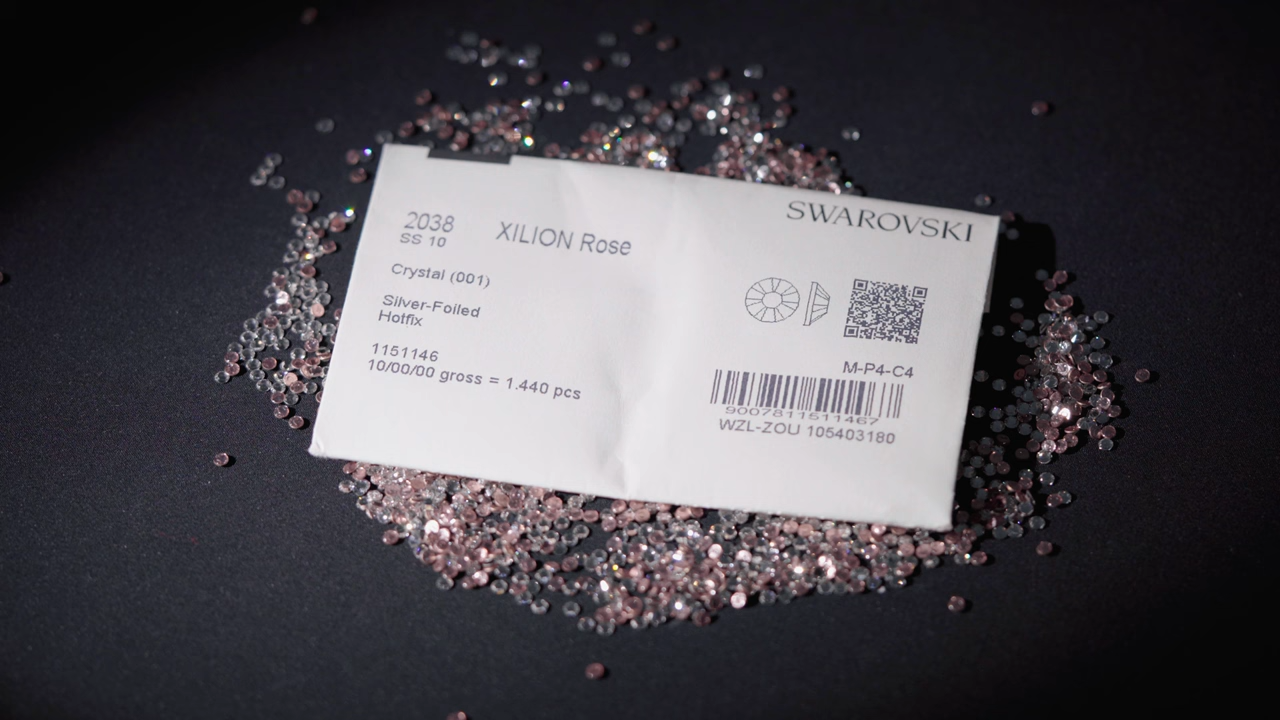 SWAROVSKI
2038 XILION Rose
SS 10
Crystal (001)
Silver-Foiled
Hotfix
1151146
10/00/00 gross = 1.440 pcs
M-P4-C4
9007811511467
WZL-ZOU 105403180